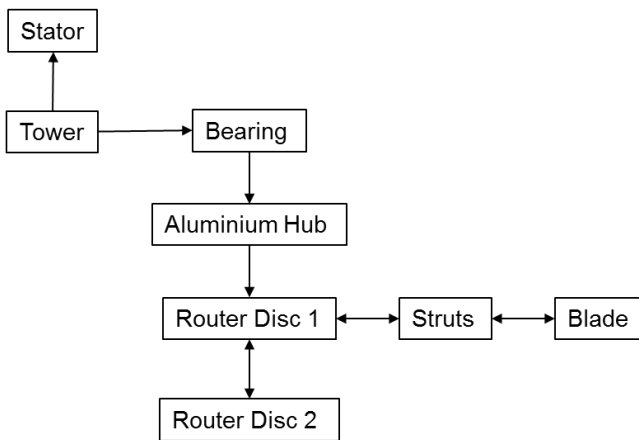 Stator
Tower
Bearing
Aluminium Hub
Router Disc 1
Struts
Blade
Router Disc 2